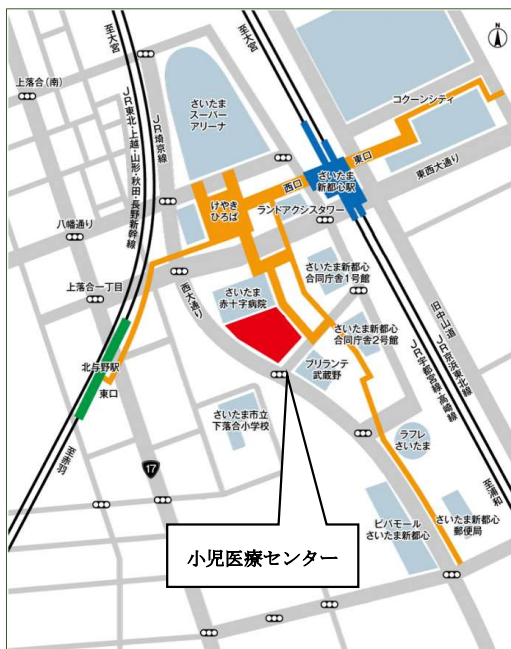 至大宮
至大宮
N
上落合(南)
さいたま
スーパー
アリーナ
コクーンシティ
JR東北・上越・山形・秋田・長野新幹線
JR埼京線
東口
さいたま
新都心駅
西口
東西大通り
けやき
ひろば
ランドアクシスタワー
八幡通り
上落合一丁目
西大通り
さいたま
赤十字病院
さいたま新都心
合同庁舎1号館
さいたま新都心
合同庁舎2号館
旧中山道
JR京浜東北線
JR宇都宮線・高崎線
北与野駅
東口
ブリランテ
武蔵野
さいたま市立
下落合小学校
ラフレ
さいたま
至赤羽
17
至浦和
小児医療センター
ビバモール
さいたま新都心
さいたま新都心
郵便局